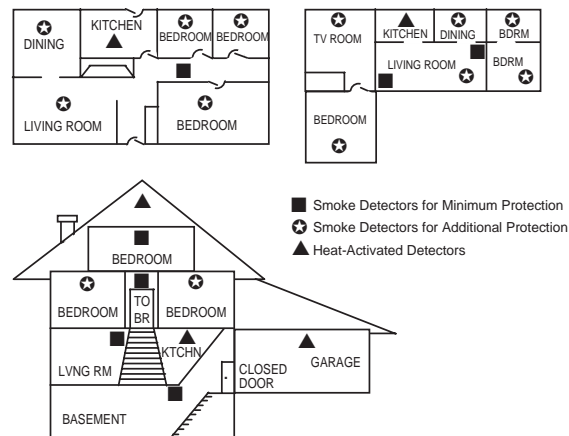 KITCHEN
DINING
BEDROOM
BEDROOM
LIVING ROOM
BEDROOM
TV ROOM
KITCHEN
DINING
BDRM
LIVING ROOM
BDRM
BEDROOM
Smoke Detectors for Minimum Protection
Smoke Detectors for Additional Protection
Heat-Activated Detectors
BEDROOM
BEDROOM
TO
BR
BEDROOM
LVNG RM
KTCHN
CLOSED
DOOR
GARAGE
BASEMENT